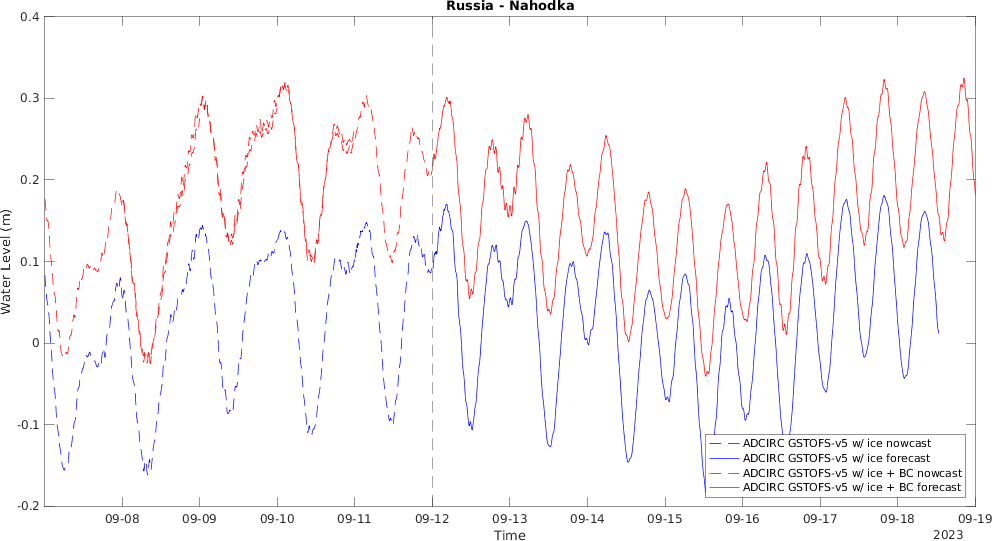 Russia - Nahodka
0.4
0.3
0.2
0.1
0
-0.1
-0.2
Water Level (m)
ADCIRC GSTOFS-v5 w/ ice nowcast
ADCIRC GSTOFS-v5 w/ ice forecast
ADCIRC GSTOFS-v5 w/ ice + BC nowcast
ADCIRC GSTOFS-v5 w/ ice + BC forecast
09-08 09-09 09-10 09-11 09-12 09-13 09-14 09-15 09-16 09-17 09-18 09-19
Time
2023